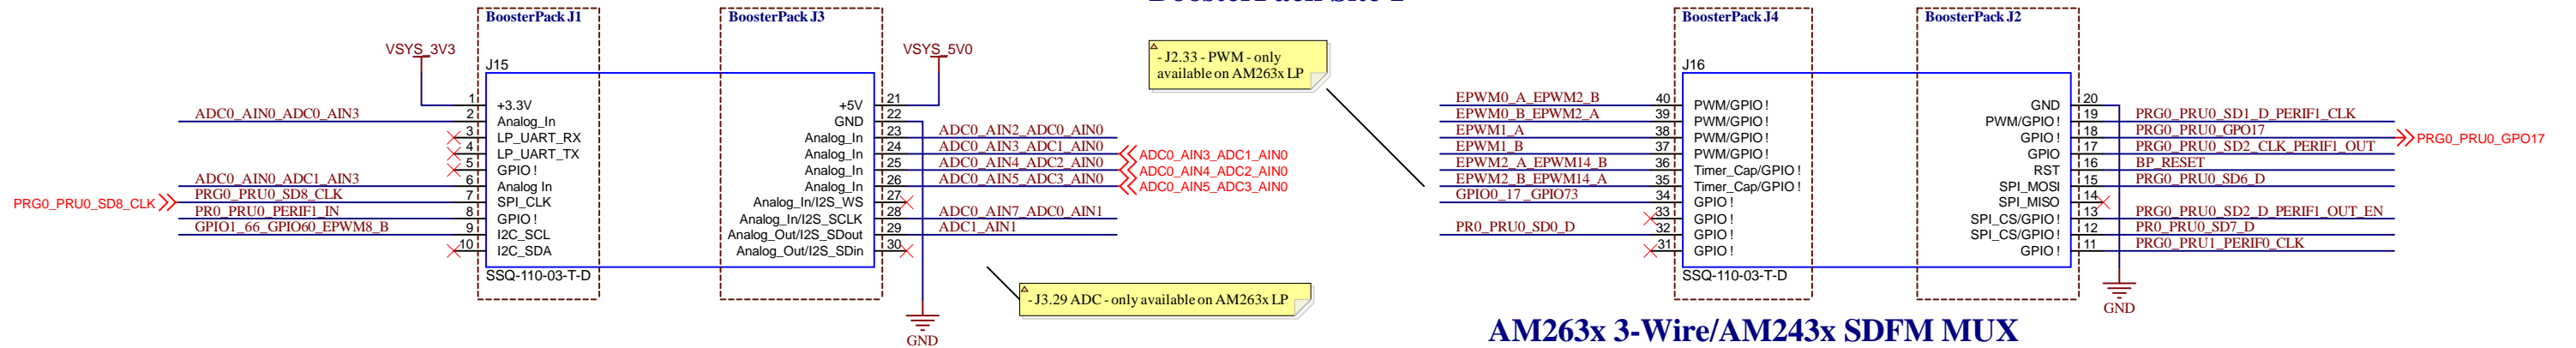 BoosterPack J1
BoosterPack J3
BoosterPack J4
BoosterPack J2
VSYS_3V3
VSYS_5V0
- J2.33 - PWM - only
available on AM263x LP
J15
1 +3.3V
ADC0_AIN0_ADC0_AIN3 2 Analog_In
3 LP_UART_RX
4 LP_UART_TX
5 GPIO !
ADC0_AIN0_ADC1_AIN3 6 Analog In
PRG0_PRU0_SD8_CLK PRG0_PRU0_SD8_CLK 7 SPI_CLK
PR0_PRU0_PERIF1_IN 8 GPIO !
GPIO1_66_GPIO60_EPWM8_B 9 I2C_SCL
10 I2C_SDA
SSQ-110-03-T-D
+5V 21
GND 22
Analog_In 23 ADC0_AIN2_ADC0_AIN0
Analog_In 24 ADC0_AIN3_ADC1_AIN0 ADC0_AIN3_ADC1_AIN0
Analog_In 25 ADC0_AIN4_ADC2_AIN0 ADC0_AIN4_ADC2_AIN0
Analog_In 26 ADC0_AIN5_ADC3_AIN0 ADC0_AIN5_ADC3_AIN0
Analog_In/I2S_WS 27
Analog_In/I2S_SCLK 28 ADC0_AIN7_ADC0_AIN1
Analog_Out/I2S_SDout 29 ADC1_AIN1
Analog_Out/I2S_SDin 30
- J3.29 ADC - only available on AM263x LP
GND
J16
EPWM0_A_EPWM2_B 40 PWM/GPIO !
EPWM0_B_EPWM2_A 39 PWM/GPIO !
EPWM1_A 38 PWM/GPIO !
EPWM1_B 37 PWM/GPIO !
EPWM2_A_EPWM14_B 36 Timer_Cap/GPIO !
EPWM2_B_EPWM14_A 35 Timer_Cap/GPIO !
GPIO0_17_GPIO73 34 GPIO !
33 GPIO !
PR0_PRU0_SD0_D 32 GPIO !
31 GPIO !
SSQ-110-03-T-D
GND 20
PWM/GPIO ! 19 PRG0_PRU0_SD1_D_PERIF1_CLK
GPIO ! 18 PRG0_PRU0_GPO17 PRG0_PRU0_GPO17
GPIO 17 PRG0_PRU0_SD2_CLK_PERIF1_OUT
RST 16 BP_RESET
SPI_MOSI 15 PRG0_PRU0_SD6_D
SPI_MISO 14
SPI_CS/GPIO ! 13 PRG0_PRU0_SD2_D_PERIF1_OUT_EN
SPI_CS/GPIO ! 12 PR0_PRU0_SD7_D
GPIO ! 11 PRG0_PRU1_PERIF0_CLK
GND
AM263x 3-Wire/AM243x SDFM MUX